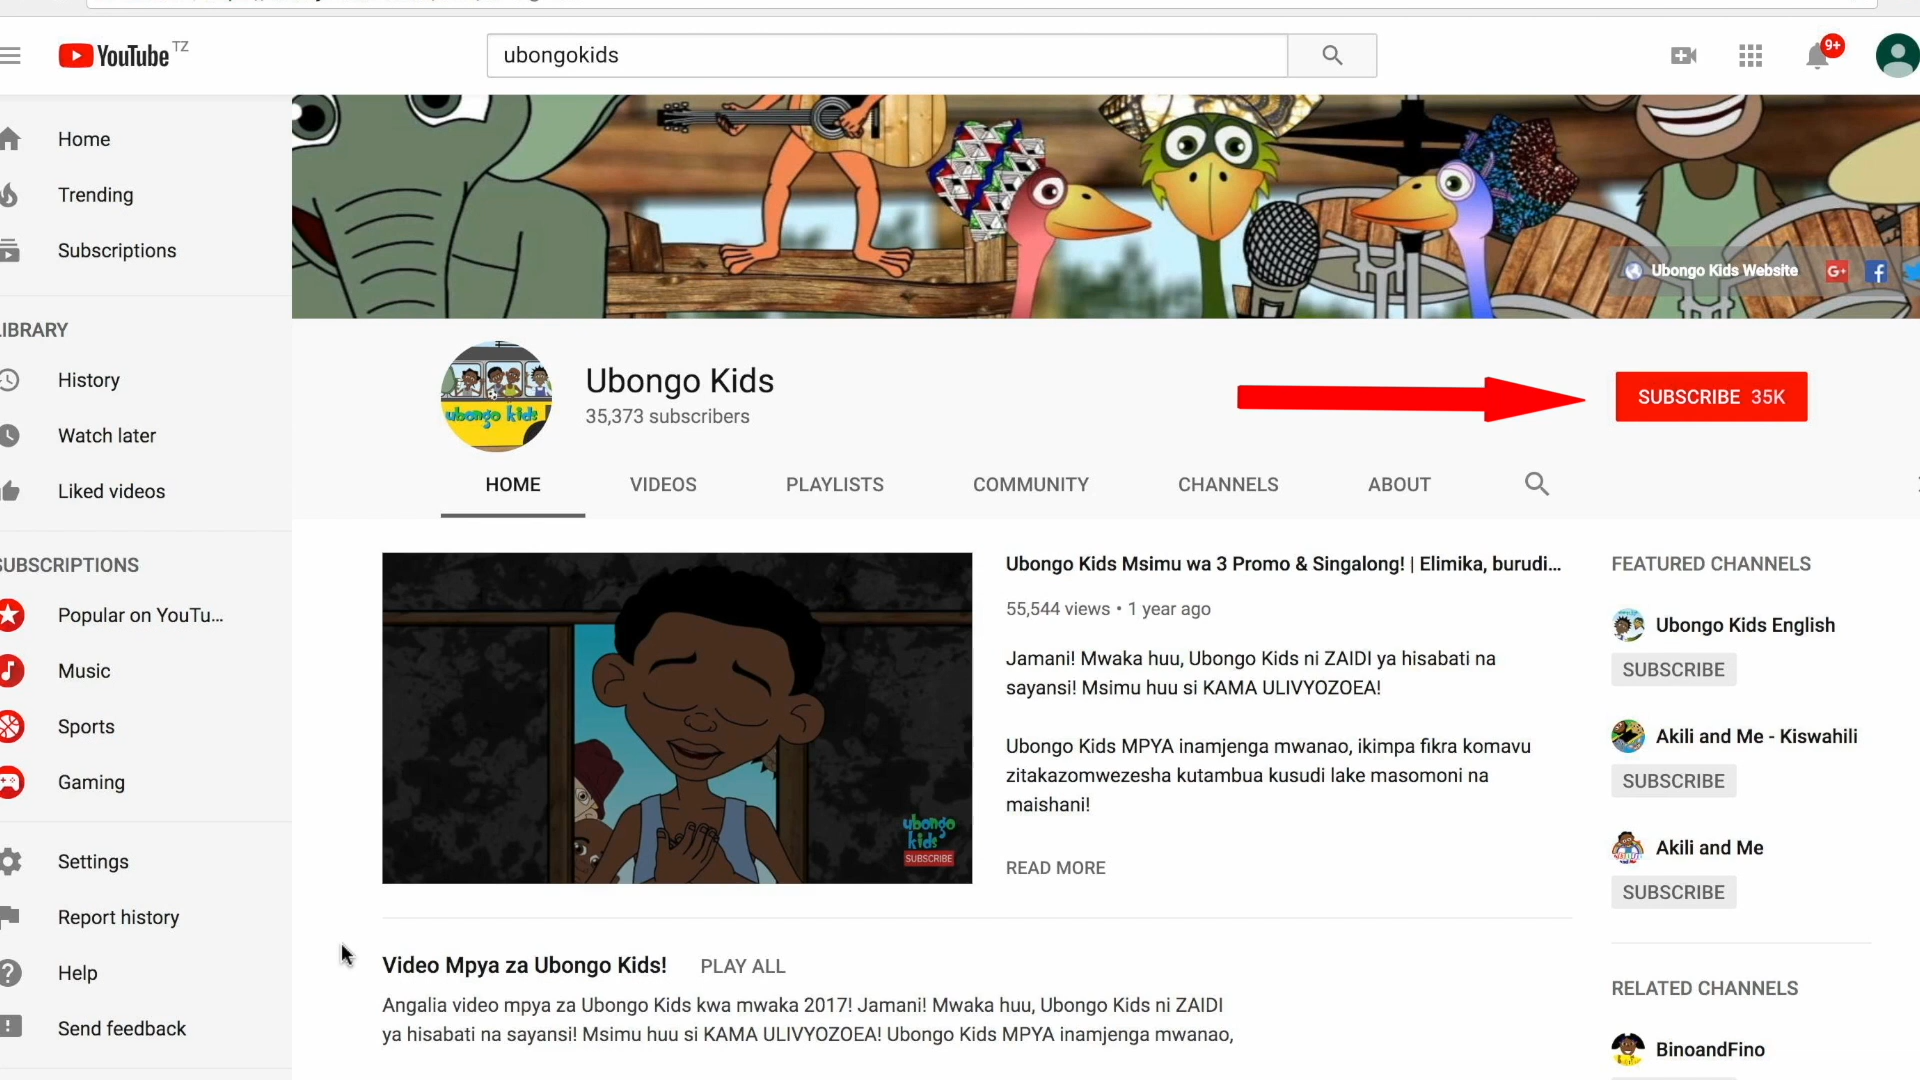 YouTube TZ
ubongokids
9+
Home
Trending
Subscriptions
LIBRARY
History
Watch later
Liked videos
SUBSCRIPTIONS
Popular on YouTu...
Music
Sports
Gaming
Settings
Report history
Help
Send feedback
Ubongo Kids Website
G+ f
ubongo kids
Ubongo Kids
35,373 subscribers
SUBSCRIBE 35K
HOME VIDEOS PLAYLISTS COMMUNITY CHANNELS ABOUT
ubongo
kids
SUBSCRIBE
Ubongo Kids Msimu wa 3 Promo & Singalong! | Elimika, burudi...
55,544 views • 1 year ago
Jamani! Mwaka huu, Ubongo Kids ni ZAIDI ya hisabati na
sayansi! Msimu huu si KAMA ULIVYOZOEA!
Ubongo Kids MPYA inamjenga mwanao, ikimpa fikra komavu
zitakazomwezesha kutambua kusudi lake masomoni na
maishani!
READ MORE
Video Mpya za Ubongo Kids! PLAY ALL
Angalia video mpya za Ubongo Kids kwa mwaka 2017! Jamani! Mwaka huu, Ubongo Kids ni ZAIDI
ya hisabati na sayansi! Msimu huu si KAMA ULIVYOZOEA! Ubongo Kids MPYA inamjenga mwanao,
FEATURED CHANNELS
Ubongo Kids English
SUBSCRIBE
Akili and Me - Kiswahili
SUBSCRIBE
Akili and Me
SUBSCRIBE
RELATED CHANNELS
BinoandFino